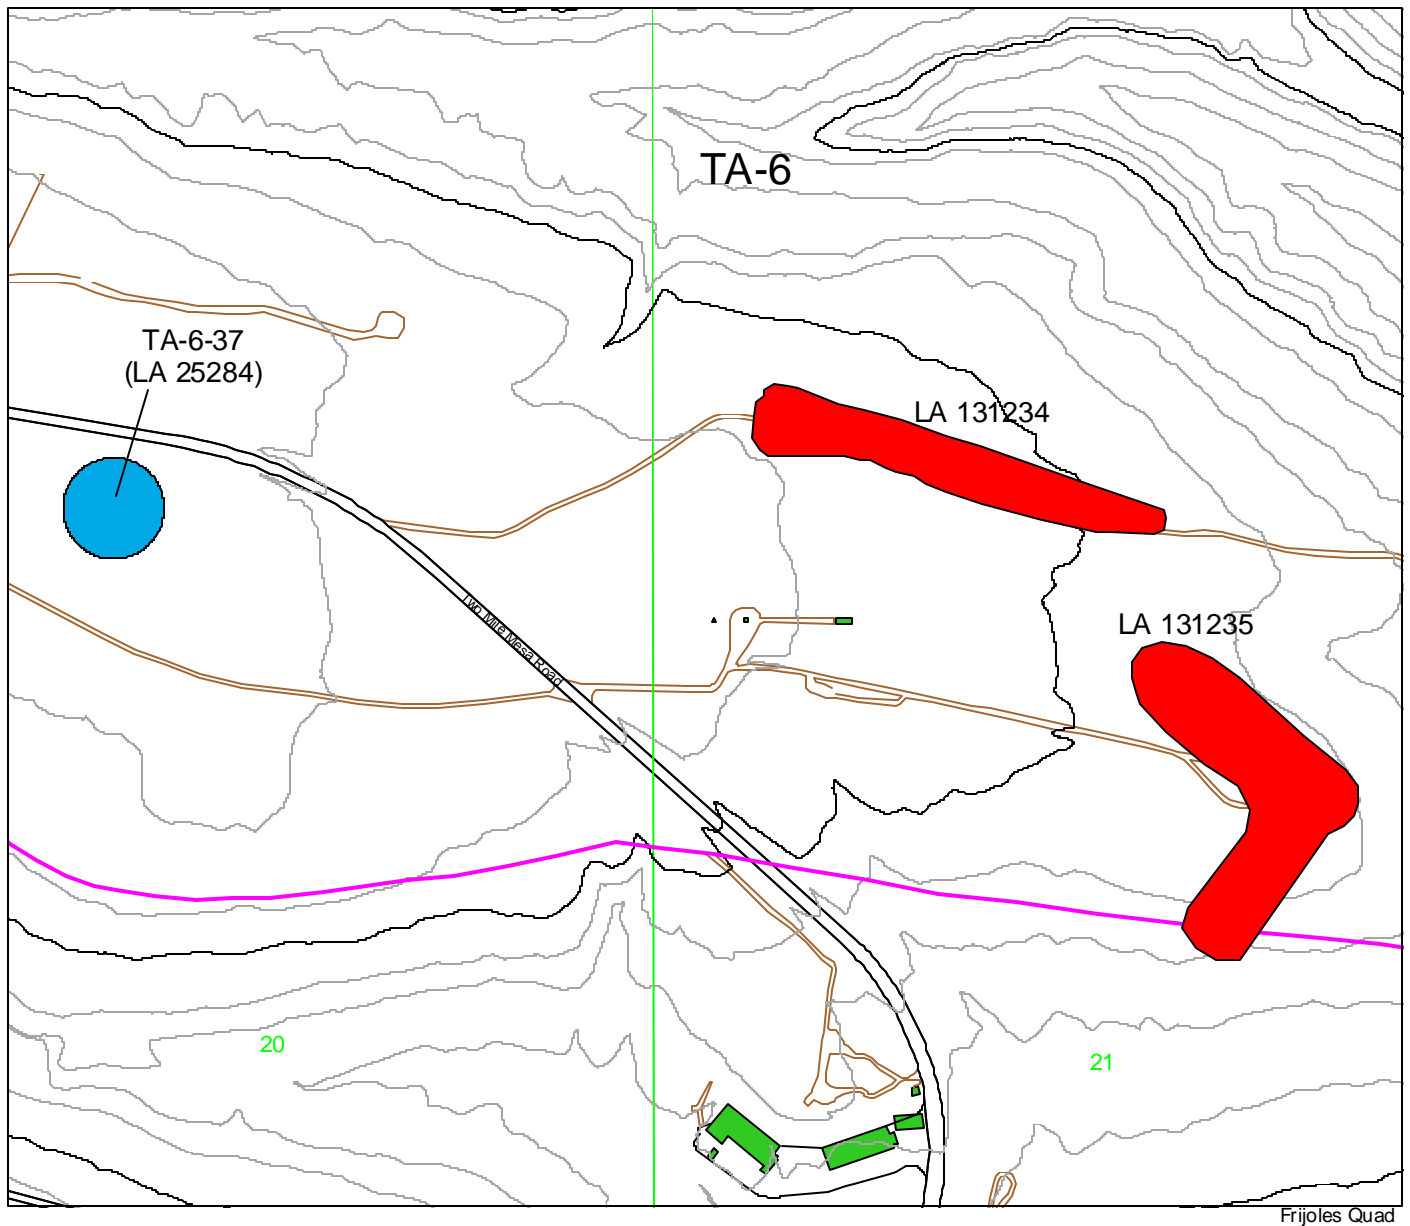 TA-6
TA-6-37
(LA 25284)
LA 131234
LA 131235
Two Mile Mesa Road
20
21
Frijoles Quad